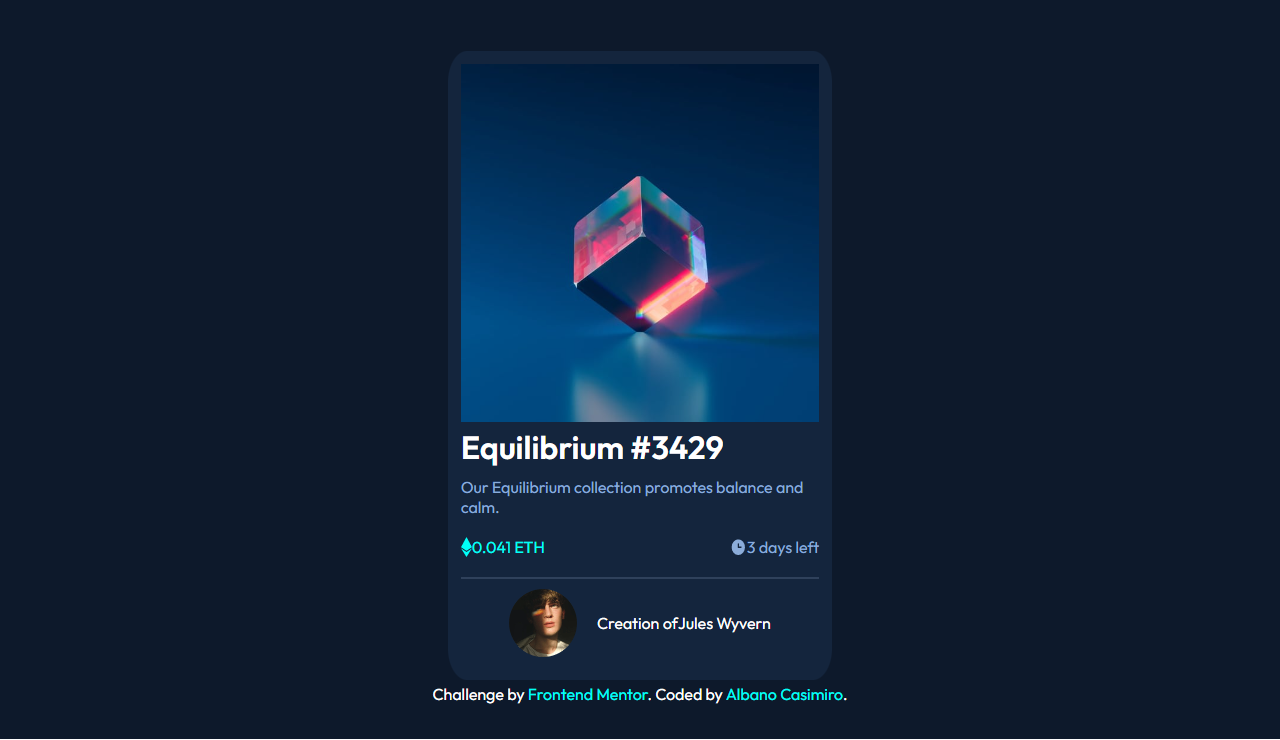 Equilibrium #3429
Our Equilibrium collection promotes balance and
calm.
0.041 ETH
3 days left
Creation ofJules Wyvern
Challenge by Frontend Mentor. Coded by Albano Casimiro.